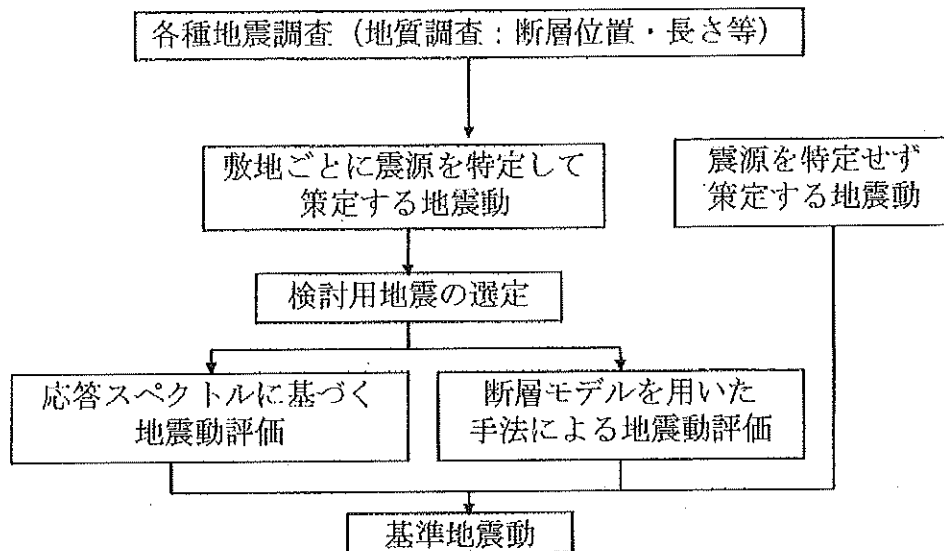 各種地震調査（地質調査：断層位置・長さ等）
敷地ごとに震源を特定して
策定する地震動
震源を特定せず
策定する地震動
検討用地震の選定
応答スペクトルに基づく
地震動評価
断層モデルを用いた
手法による地震動評価
基準地震動